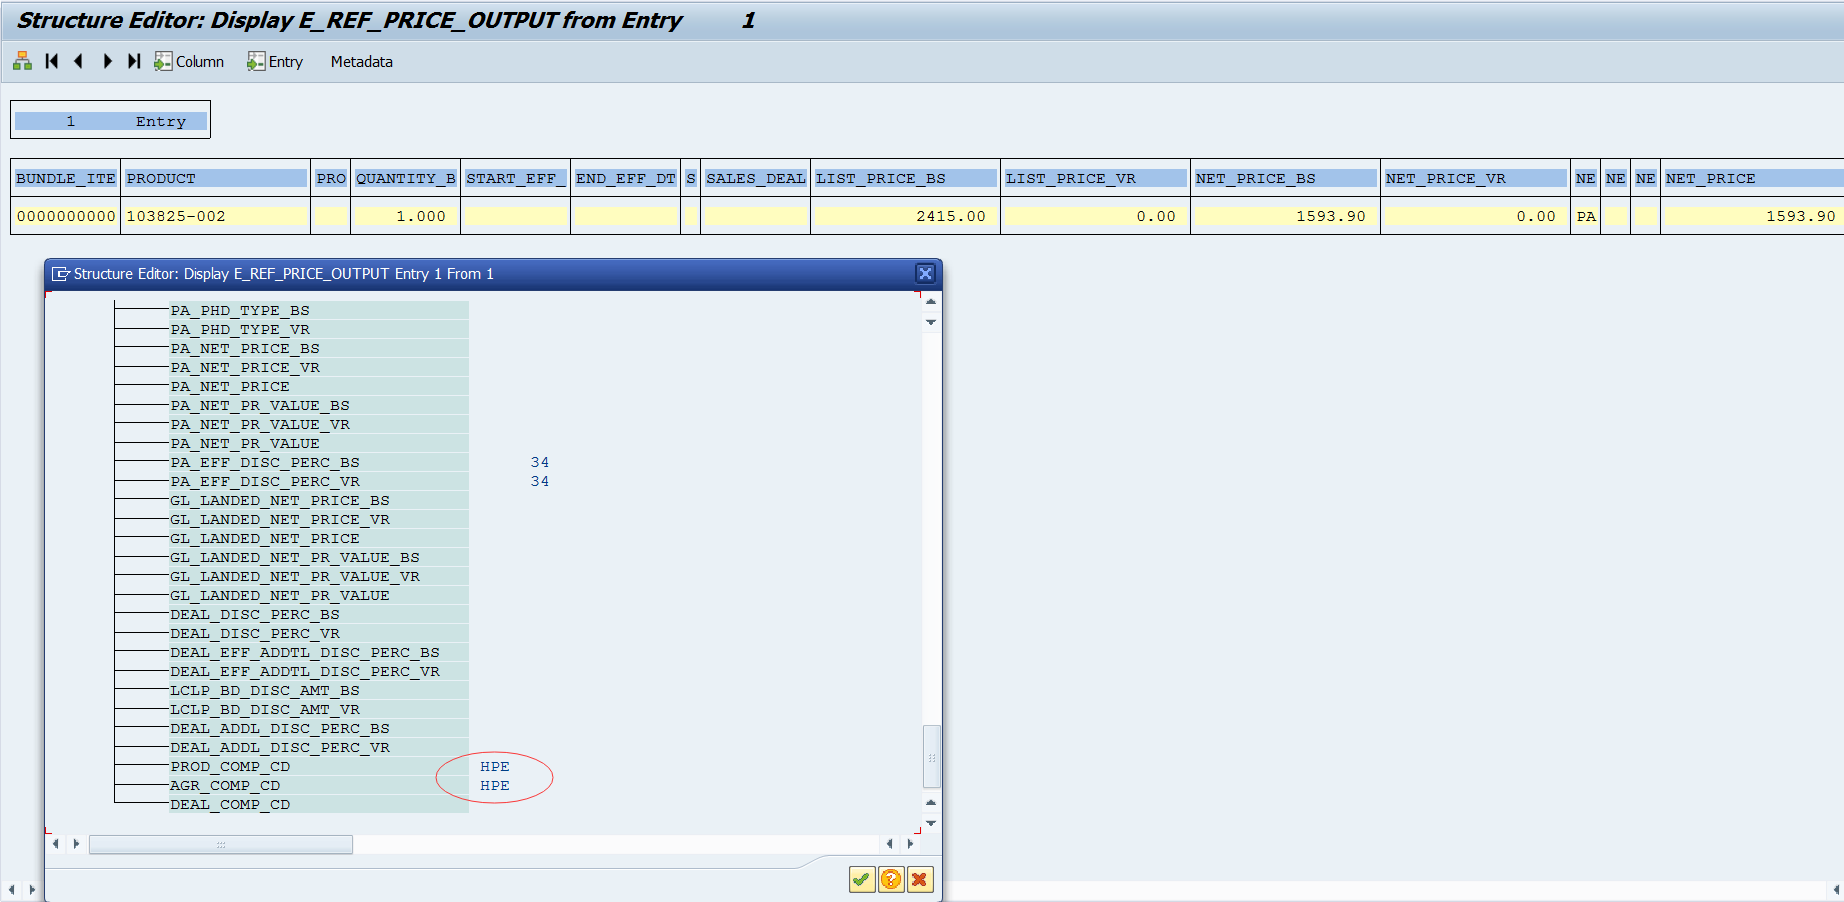 Structure Editor: Display E_REF_PRICE_OUTPUT from Entry 1
Column Entry Metadata
1 Entry
BUNDLE_ITE PRODUCT PRO QUANTITY_B START_EFF_ END_EFF_DT S SALES_DEAL LIST_PRICE_BS LIST_PRICE_VR NET_PRICE_BS NET_PRICE_VR NE NE NE NET_PRICE
0000000000 103825-002 1.000 2415.00 0.00 1593.90 0.00 PA 1593.90
Structure Editor: Display E_REF_PRICE_OUTPUT Entry 1 From 1
PA_PHD_TYPE_BS
PA_PHD_TYPE_VR
PA_NET_PRICE_BS
PA_NET_PRICE_VR
PA_NET_PRICE
PA_NET_PR_VALUE_BS
PA_NET_PR_VALUE_VR
PA_NET_PR_VALUE
PA_EFF_DISC_PERC_BS 34
PA_EFF_DISC_PERC_VR 34
GL_LANDED_NET_PRICE_BS
GL_LANDED_NET_PRICE_VR
GL_LANDED_NET_PRICE
GL_LANDED_NET_PR_VALUE_BS
GL_LANDED_NET_PR_VALUE_VR
GL_LANDED_NET_PR_VALUE
DEAL_DISC_PERC_BS
DEAL_DISC_PERC_VR
DEAL_EFF_ADDTL_DISC_PERC_BS
DEAL_EFF_ADDTL_DISC_PERC_VR
LCLP_BD_DISC_AMT_BS
LCLP_BD_DISC_AMT_VR
DEAL_ADDL_DISC_PERC_BS
DEAL_ADDL_DISC_PERC_VR
PROD_COMP_CD HPE
AGR_COMP_CD HPE
DEAL_COMP_CD